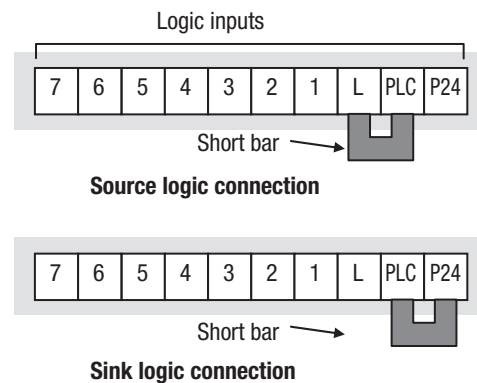 Logic inputs
7 6 5 4 3 2 1 L PLC P24
Short bar
Source logic connection
7 6 5 4 3 2 1 L PLC P24
Short bar
Sink logic connection